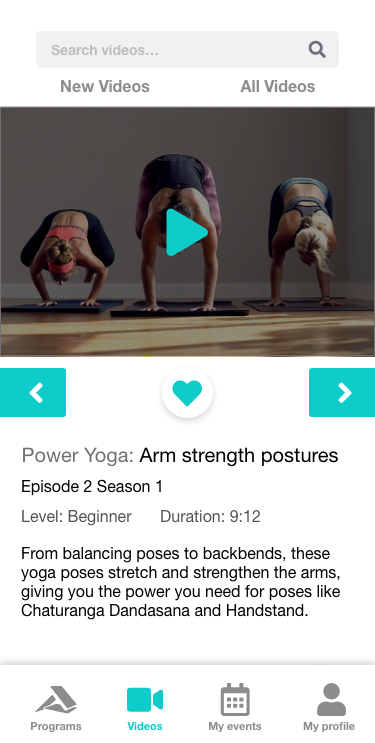 Search videos...
New Videos All Videos
Power Yoga: Arm strength postures
Episode 2 Season 1
Level: Beginner Duration: 9:12
From balancing poses to backbends, these
yoga poses stretch and strengthen the arms,
giving you the power you need for poses like
Chaturanga Dandasana and Handstand.
Programs Videos My events My profile